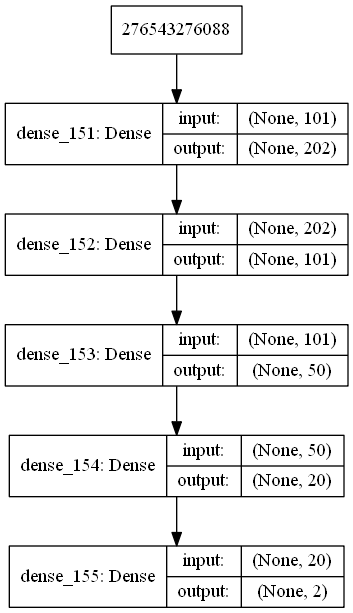 276543276088
dense_151: Dense
input: (None, 101)
output: (None, 202)
dense_152: Dense
input: (None, 202)
output: (None, 101)
dense_153: Dense
input: (None, 101)
output: (None, 50)
dense_154: Dense
input: (None, 50)
output: (None, 20)
dense_155: Dense
input: (None, 20)
output: (None, 2)